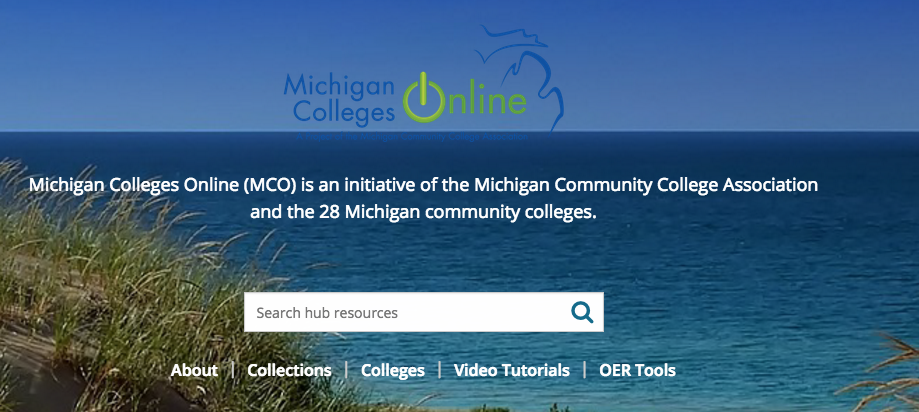 Michigan
Colleges Online
Michigan Colleges Online (MCO) is an initiative of the Michigan Community College Association
and the 28 Michigan community colleges.
Search hub resources
About | Collections | Colleges | Video Tutorials | OER Tools